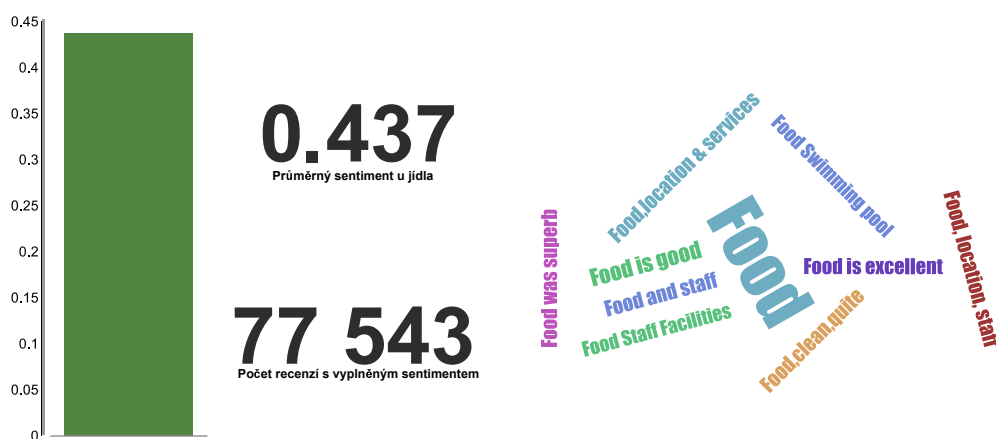 0.45
0.4
0.35
0.3
0.25
0.2
0.15
0.1
0.05
0
0.437
Průměrný sentiment u jídla
77 543
Počet recenzí s vyplněným sentimentem
Food,location & services
Food Swimming pool
Food was superb
Food is good
Food and staff
Food Staff Facilities
Food
Food is excellent
Food,clean,quite
Food, location, staff